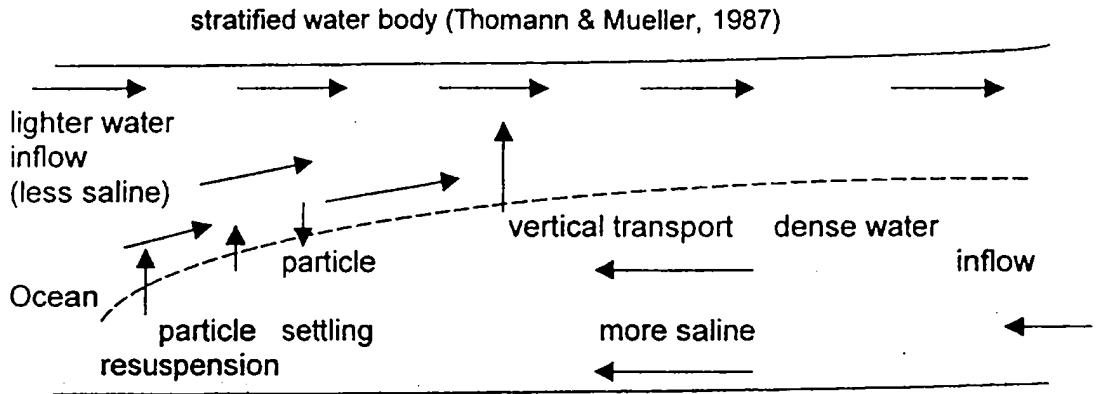 stratified water body (Thomann & Mueller, 1987)
lighter water
inflow
(less saline)
vertical transport dense water
particle
inflow
Ocean
particle settling
more saline
resuspension